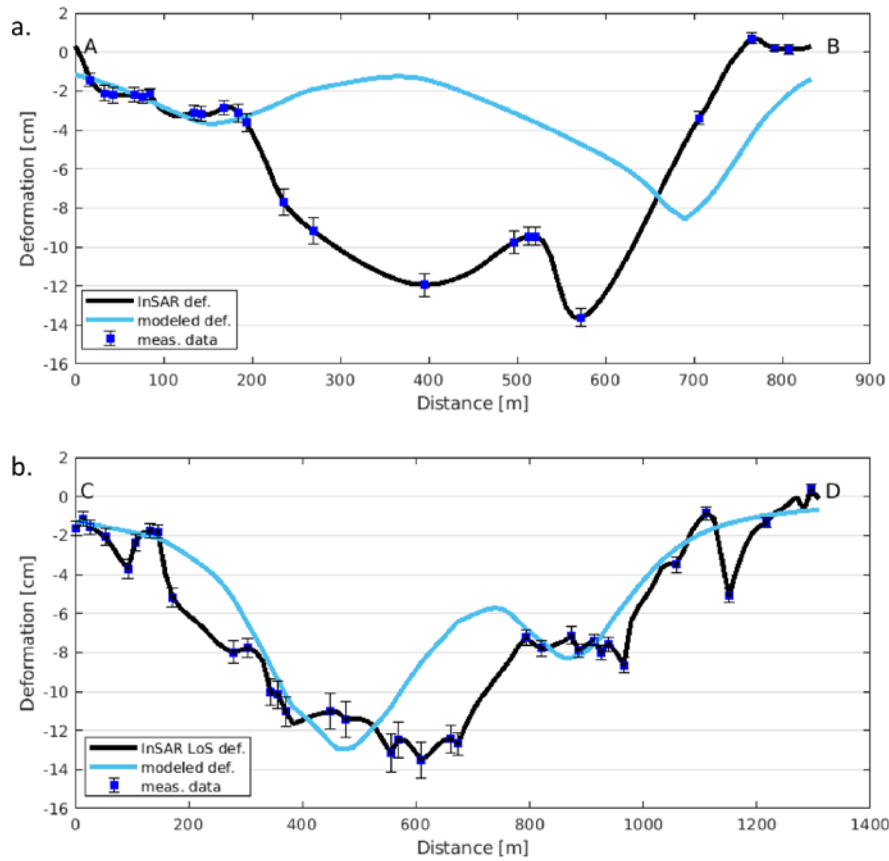 a.
A
B
2
0
-2
-4
-6
-8
-10
-12
-14
-16
Deformation [cm]
InSAR def.
modeled def.
meas. data
0 100 200 300 400 500 600 700 800 900
Distance [m]
b.
C
D
2
0
-2
-4
-6
-8
-10
-12
-14
-16
Deformation [cm]
InSAR LoS def.
modeled def.
meas. data
0 200 400 600 800 1000 1200 1400
Distance [m]